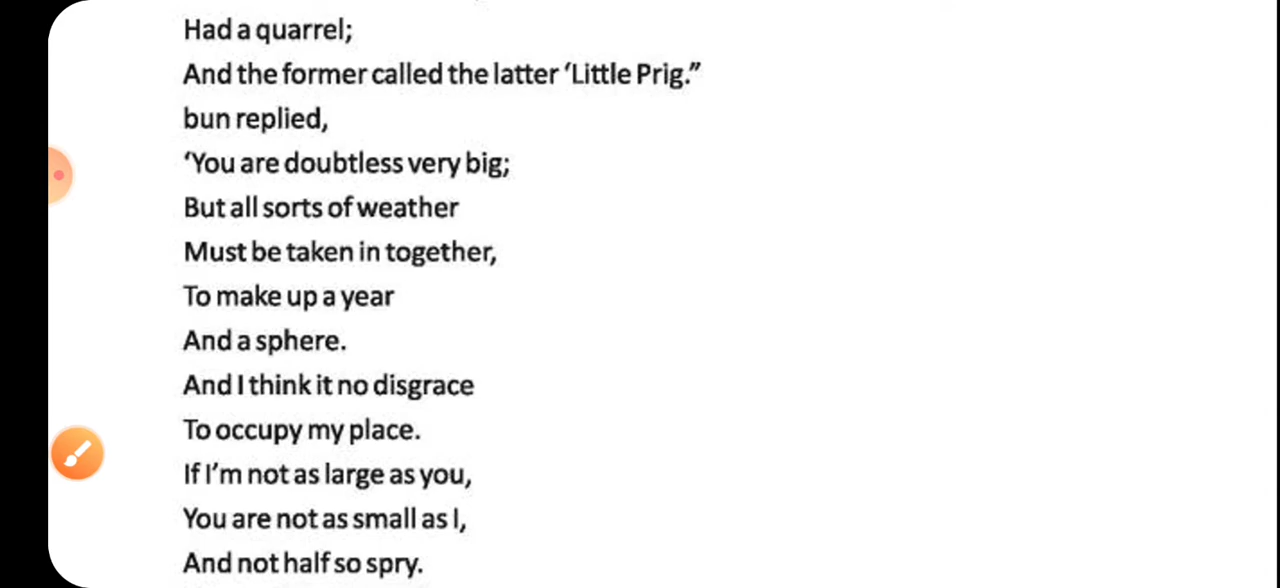 Had a quarrel;
And the former called the latter ‘Little Prig.”
bun replied,
‘You are doubtless very big;
But all sorts of weather
Must be taken in together,
To make up a year
And a sphere.
And I think it no disgrace
To occupy my place.
If I’m not as large as you,
You are not as small as I,
And not half so spry.